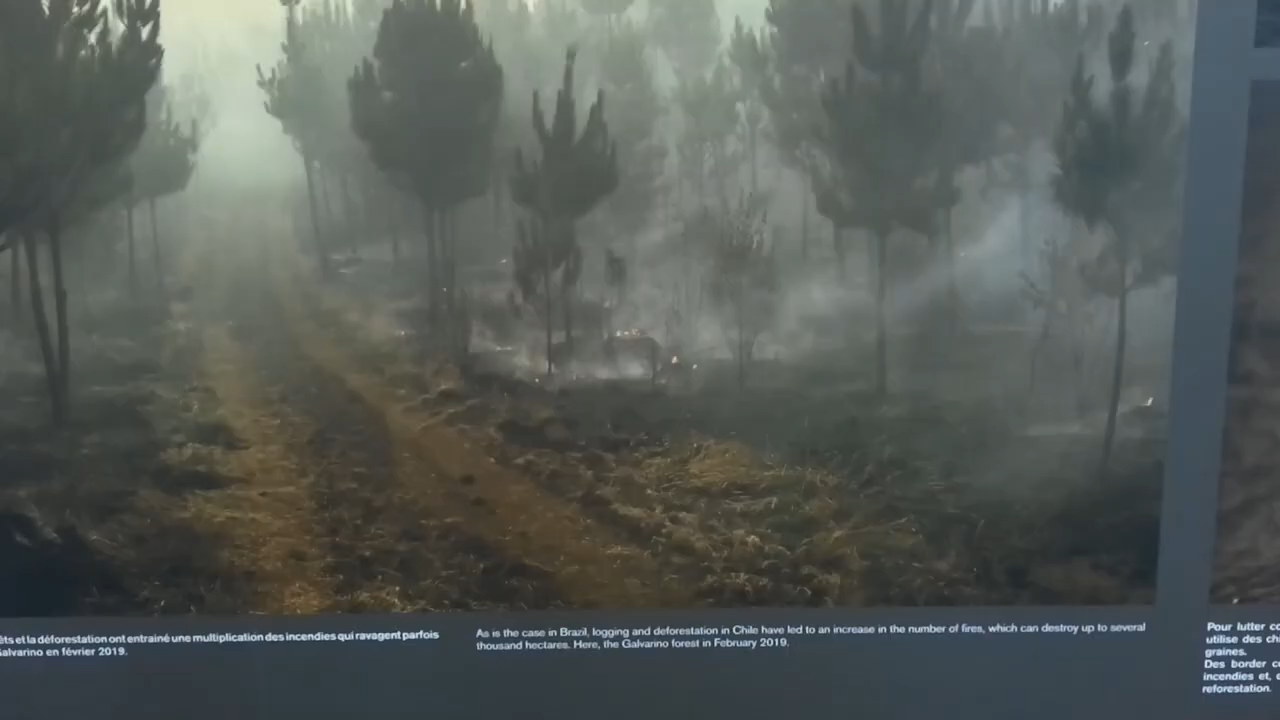 êts et la déforestation ont entrainé une multiplication des incendies qui ravagent parfois
alvarino en février 2019.
As is the case in Brazil, logging and deforestation in Chile have led to an increase in the number of fires, which can destroy up to several
thousand hectares. Here, the Galvarino forest in February 2019.
Pour lutter co
utilise des ch
graines.
Des border c
incendies et,
reforestation.